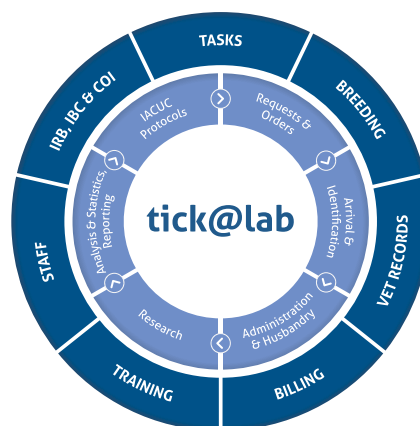 TASKS
BREEDING
VET RECORDS
BILLING
TRAINING
STAFF
IRB, IBC & COI
IACUC
Protocols
Requests &
Orders
Arrival &
Identification
Administration
& Husbandry
Research
Analysis & Statistics,
Reporting
tick@lab